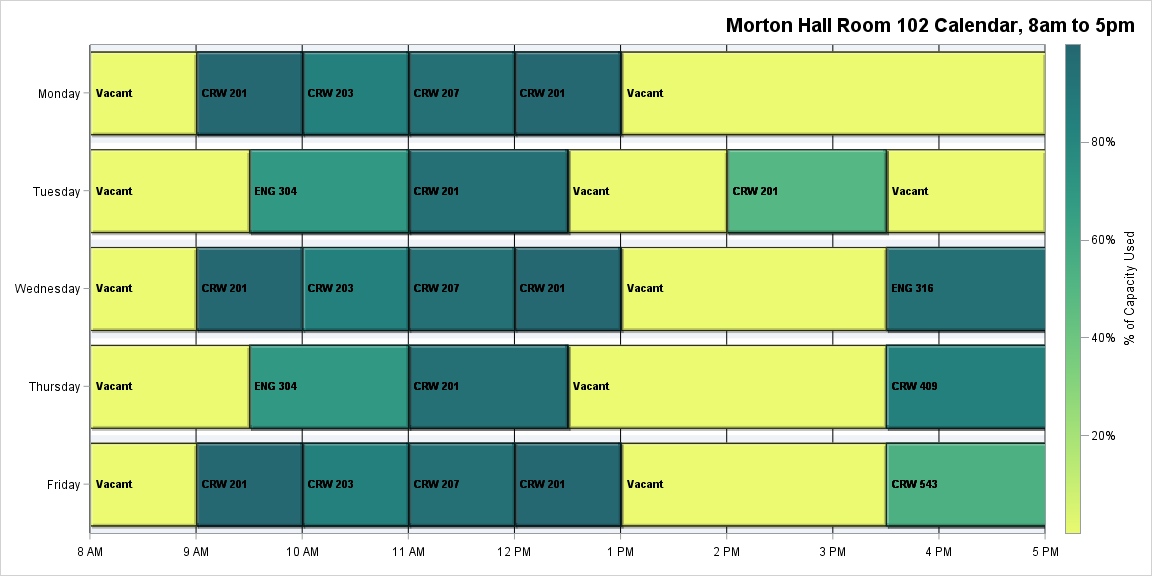 Morton Hall Room 102 Calendar, 8am to 5pm
Monday
Vacant
CRW 201
CRW 203
CRW 207
CRW 201
Vacant
Tuesday
Vacant
ENG 304
CRW 201
Vacant
CRW 201
Vacant
Wednesday
Vacant
CRW 201
CRW 203
CRW 207
CRW 201
Vacant
ENG 316
Thursday
Vacant
ENG 304
CRW 201
Vacant
CRW 409
Friday
Vacant
CRW 201
CRW 203
CRW 207
CRW 201
Vacant
CRW 543
8 AM
9 AM
10 AM
11 AM
12 PM
1 PM
2 PM
3 PM
4 PM
5 PM
80%
60%
40%
20%
% of Capacity Used